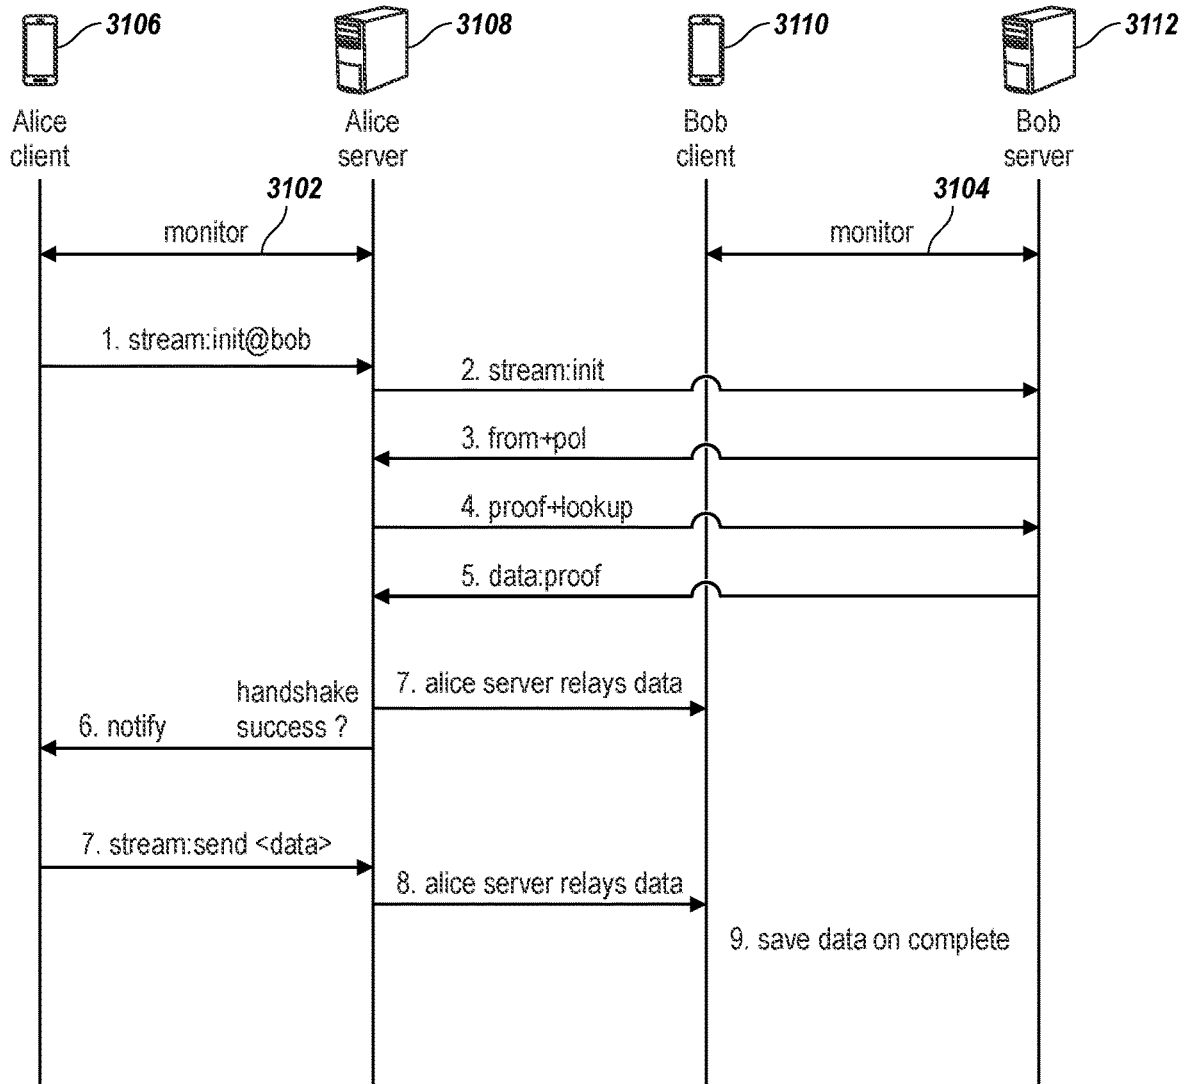 3106
3108
3110
3112
Alice
client
Alice
server
Bob
client
Bob
server
3102
3104
monitor
monitor
1. stream:init@bob
2. stream:init
3. from+pol
4. proof+lookup
5. data:proof
handshake
success ?
7. alice server relays data
6. notify
7. stream:send <data>
8. alice server relays data
9. save data on complete